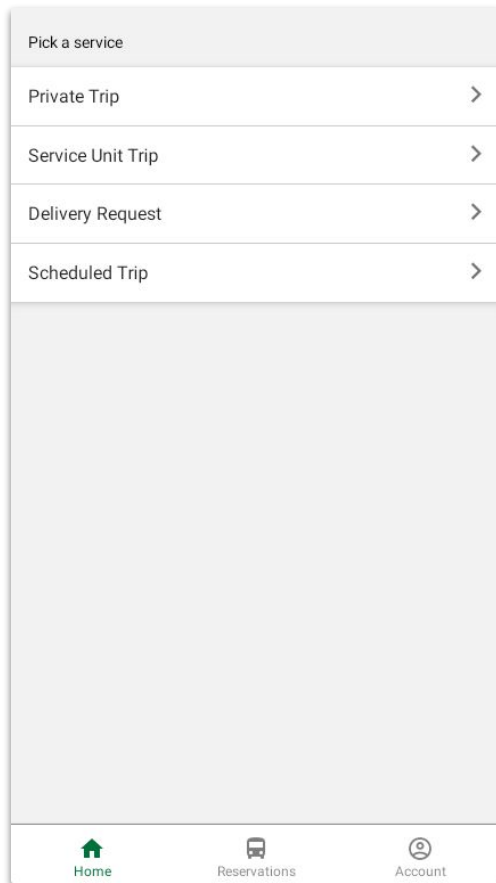 Pick a service
Private Trip
Service Unit Trip
Delivery Request
Scheduled Trip
Home
Reservations
Account